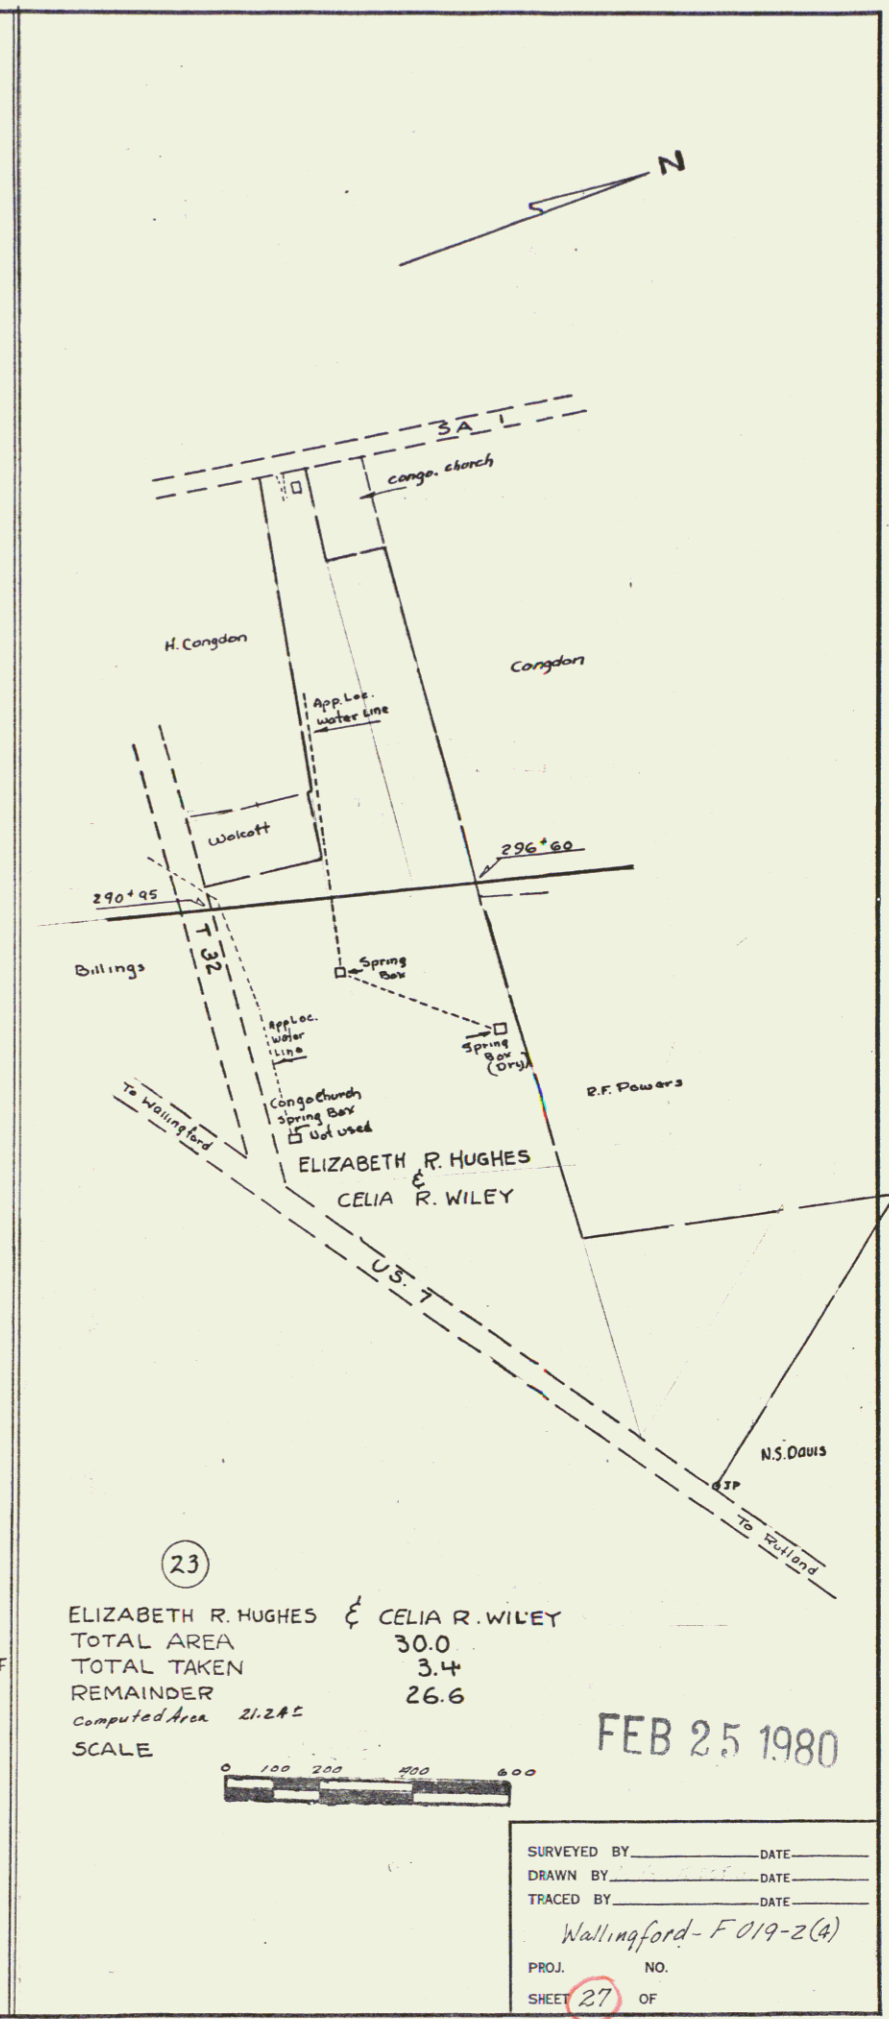 N
SA 1
Congo. church
H. Congdon
Congdon
App. Loc.
water Line
Walcott
296+60
290+95
T 32
Billings
Spring
Box
App Loc.
Water
Line
Spring
Box
(Dry)
R.F. Powers
To Wallingford
Congo Church
Spring Box
Not used
ELIZABETH R. HUGHES
&
CELIA R. WILEY
U.S. 7
N.S. Davis
IP
To Rutland
23
ELIZABETH R. HUGHES & CELIA R. WILEY
TOTAL AREA 30.0
TOTAL TAKEN 3.4
REMAINDER 26.6
Computed Area 21.2A±
SCALE
0 100 200 400 600
FEB 25 1980
SURVEYED BY DATE
DRAWN BY DATE
TRACED BY DATE
Wallingford - F 019-2(4)
PROJ. NO.
SHEET 27 OF